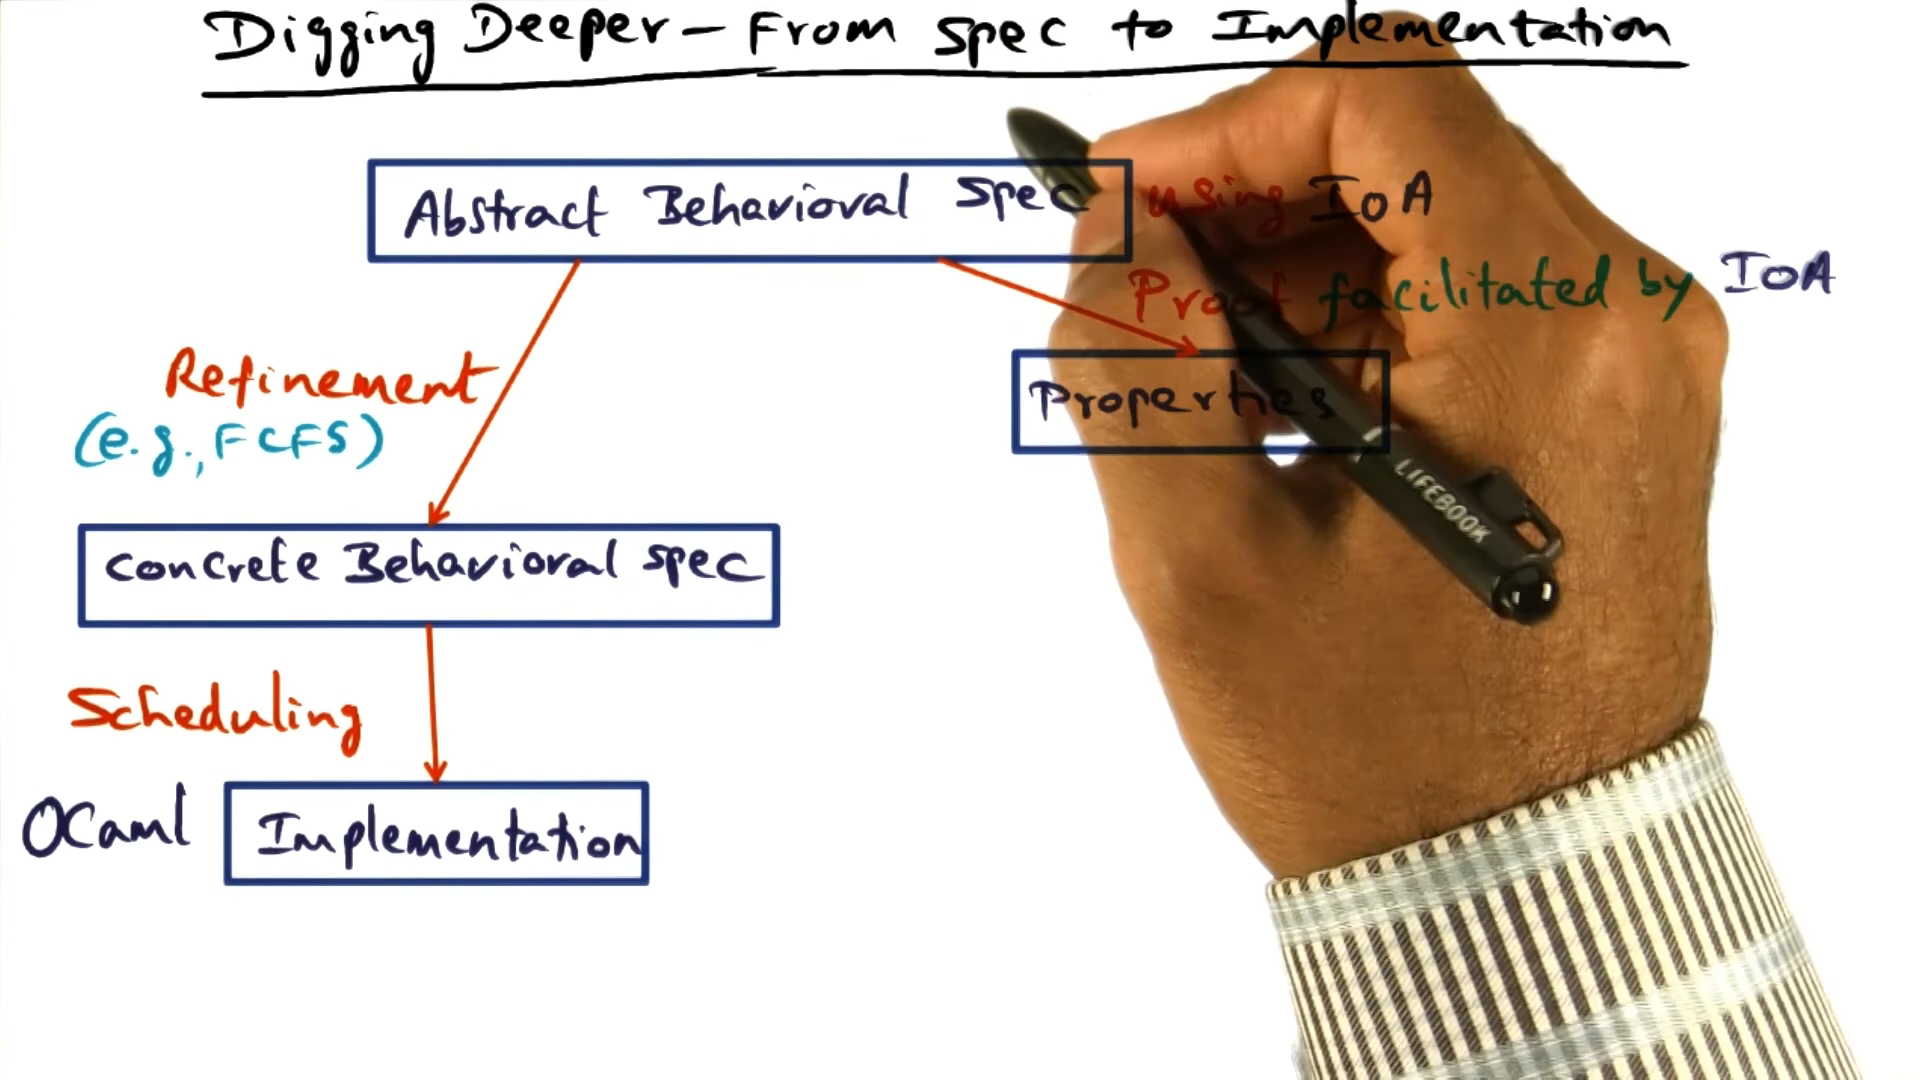 Digging Deeper - From spec to Implementation
Abstract Behavioral Spec using IoA
Proof facilitated by IoA
Refinement
(e.g., FCFS)
Properties
LIFEBOOK
Concrete Behavioral spec
Scheduling
OCaml Implementation